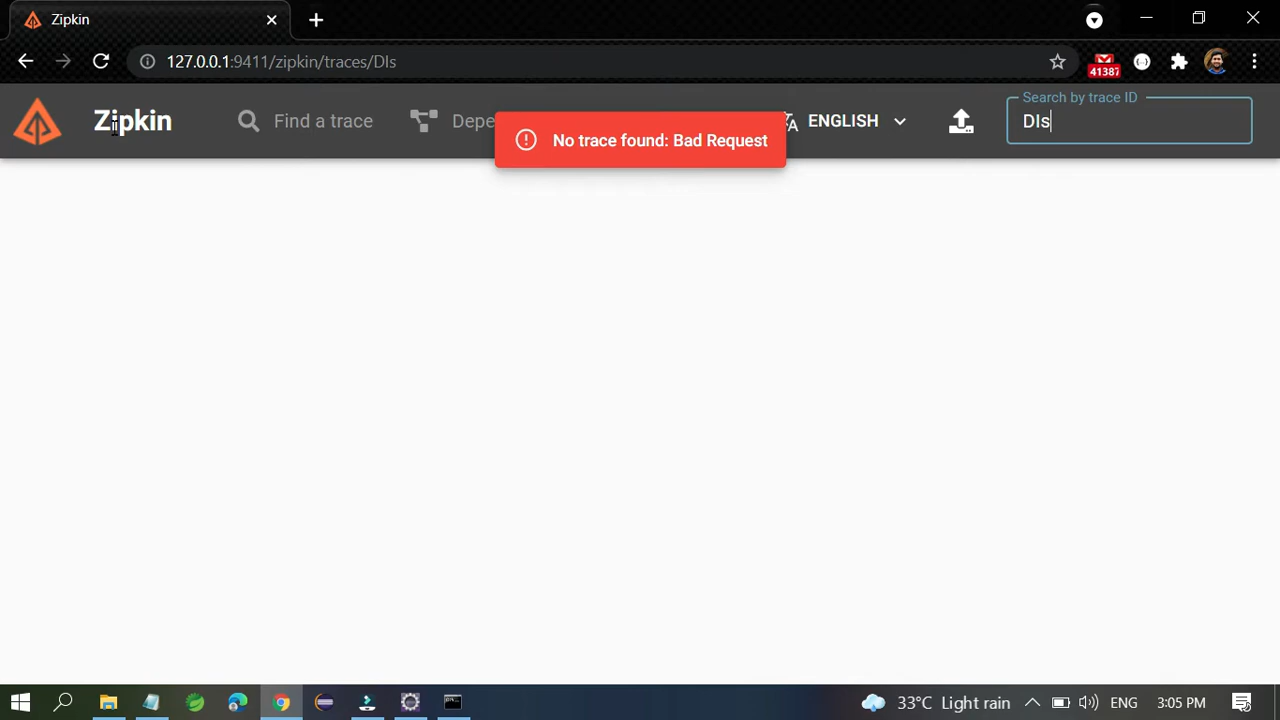 Zipkin
127.0.0.1:9411/zipkin/traces/DIs
41387
Zipkin
Find a trace
Depe
No trace found: Bad Request
ENGLISH
Search by trace ID
DIs
33°C Light rain
ENG
3:05 PM